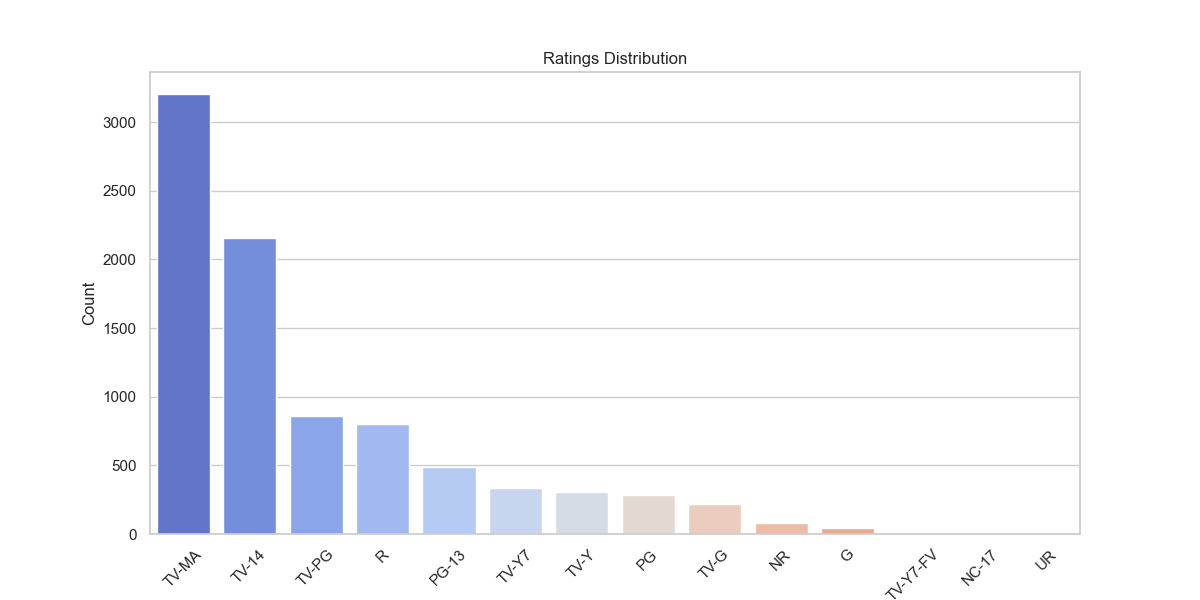 Ratings Distribution
3000
2500
2000
1500
1000
500
0
Count
TV-MA
TV-14
TV-PG
R
PG-13
TV-Y7
TV-Y
PG
TV-G
NR
G
TV-Y7-FV
NC-17
UR